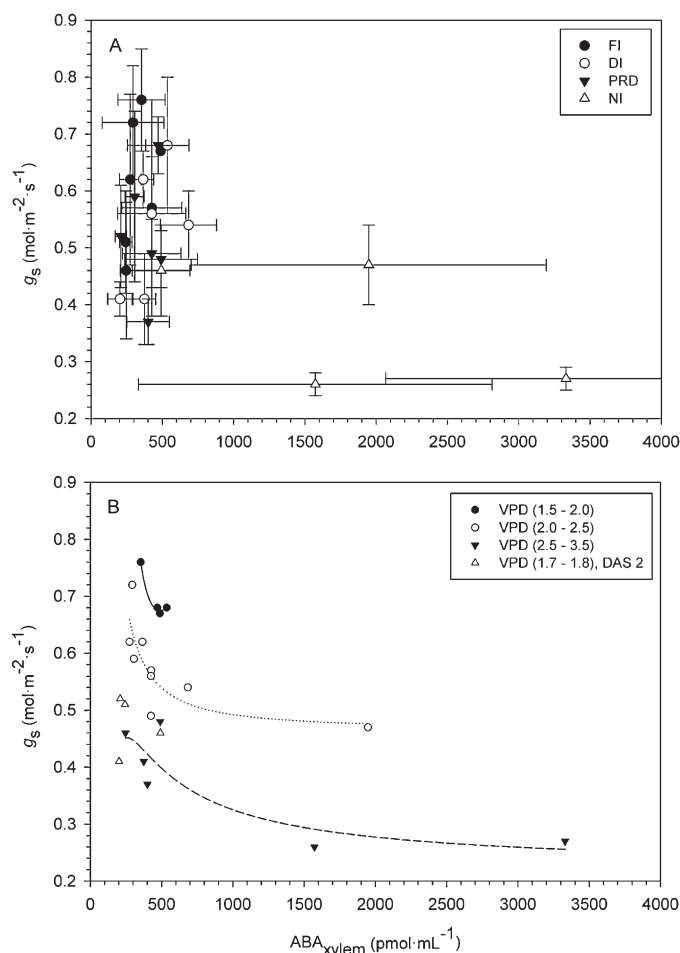 A
FI
DI
PRD
NI
0.9
0.8
0.7
0.6
0.5
0.4
0.3
0.2
gs (mol·m⁻²·s⁻¹)
0 500 1000 1500 2000 2500 3000 3500 4000
B
VPD (1.5 - 2.0)
VPD (2.0 - 2.5)
VPD (2.5 - 3.5)
VPD (1.7 - 1.8), DAS 2
0.9
0.8
0.7
0.6
0.5
0.4
0.3
0.2
gs (mol·m⁻²·s⁻¹)
0 500 1000 1500 2000 2500 3000 3500 4000
ABAxylem (pmol·mL⁻¹)